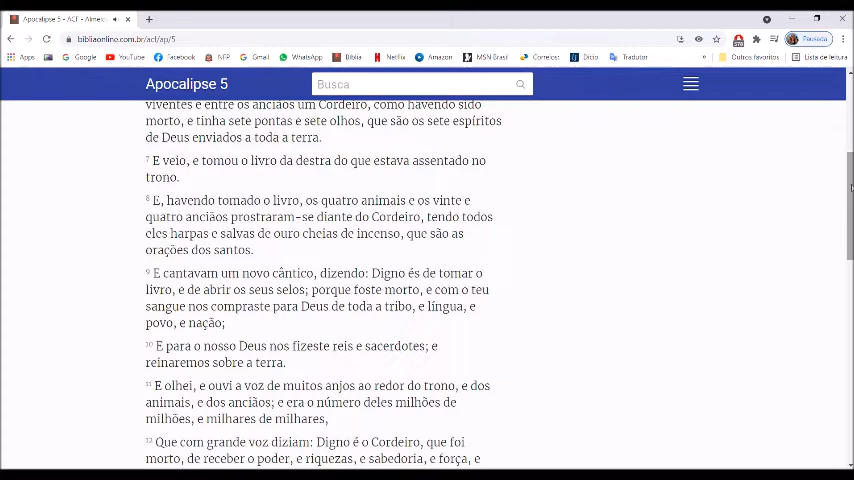 Apocalipse 5 - ACF - Almeid
bibliaonline.com.br/acf/ap/5
Pausada
Apps Google YouTube Facebook NFP Gmail WhatsApp Bíblia Netflix Amazon MSN Brasil Correios: Dicio Tradutor » Outros favoritos Lista de leitura
Apocalipse 5 Busca
viventes e entre os anciãos um Cordeiro, como havendo sido
morto, e tinha sete pontas e sete olhos, que são os sete espíritos
de Deus enviados a toda a terra.
7 E veio, e tomou o livro da destra do que estava assentado no
trono.
8 E, havendo tomado o livro, os quatro animais e os vinte e
quatro anciãos prostraram-se diante do Cordeiro, tendo todos
eles harpas e salvas de ouro cheias de incenso, que são as
orações dos santos.
9 E cantavam um novo cântico, dizendo: Digno és de tomar o
livro, e de abrir os seus selos; porque foste morto, e com o teu
sangue nos compraste para Deus de toda a tribo, e língua, e
povo, e nação;
10 E para o nosso Deus nos fizeste reis e sacerdotes; e
reinaremos sobre a terra.
11 E olhei, e ouvi a voz de muitos anjos ao redor do trono, e dos
animais, e dos anciãos; e era o número deles milhões de
milhões, e milhares de milhares,
12 Que com grande voz diziam: Digno é o Cordeiro, que foi
morto, de receber o poder, e riquezas, e sabedoria, e força, e